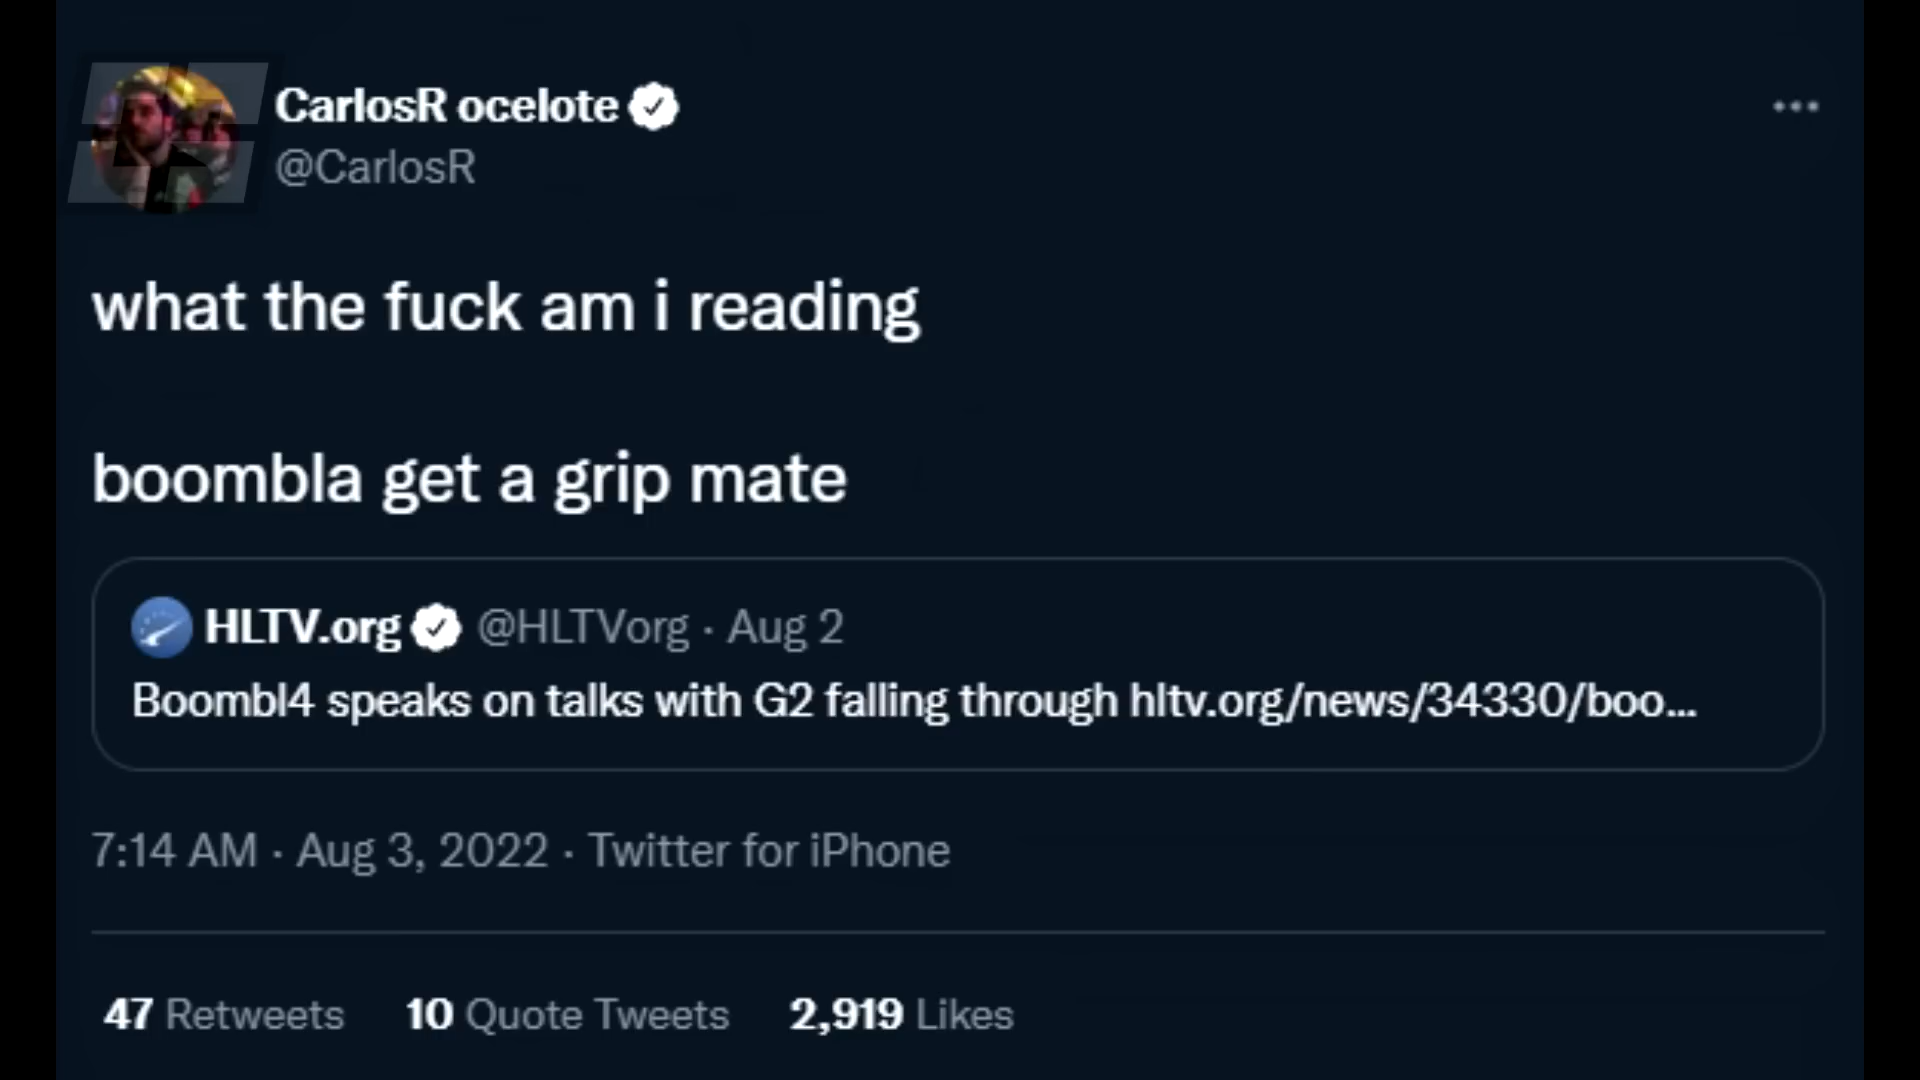 CarlosR ocelote
@CarlosR
what the fuck am i reading
boombla get a grip mate
HLTV.org @HLTVorg · Aug 2
Boombl4 speaks on talks with G2 falling through hltv.org/news/34330/boo...
7:14 AM · Aug 3, 2022 · Twitter for iPhone
47 Retweets 10 Quote Tweets 2,919 Likes